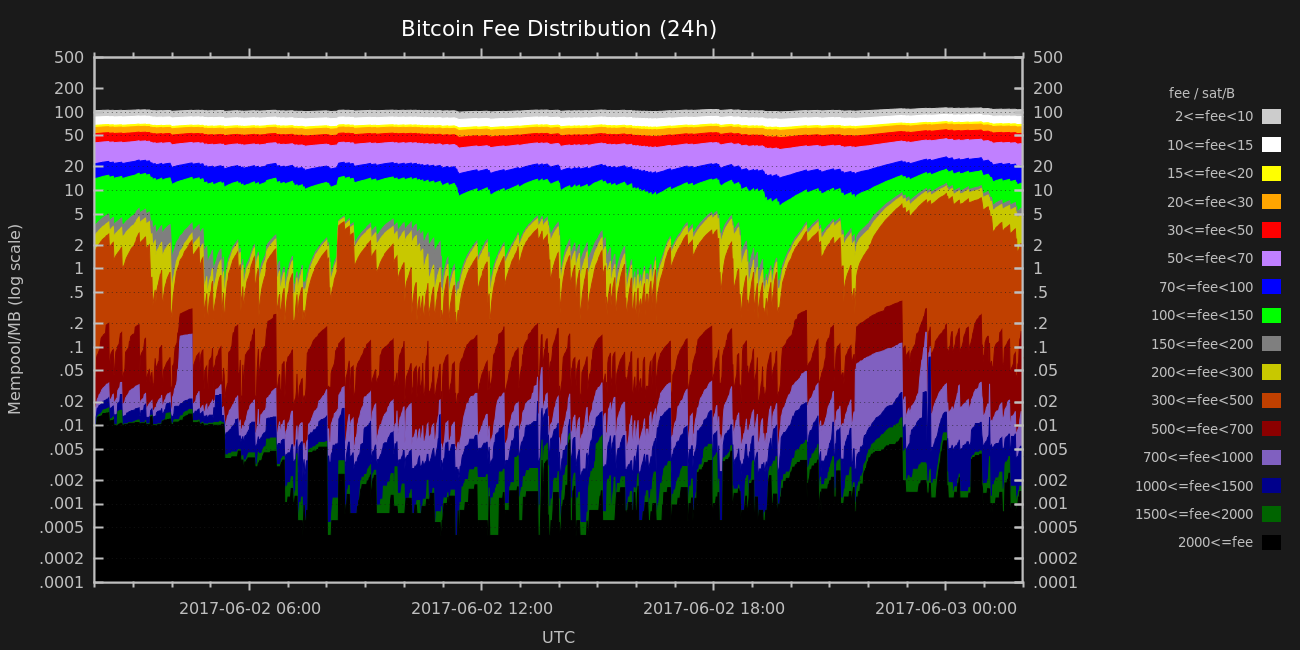 Bitcoin Fee Distribution (24h)
Mempool/MB (log scale)
500
200
100
50
20
10
5
2
1
.5
.2
.1
.05
.02
.01
.005
.002
.001
.0005
.0002
.0001
500
200
100
50
20
10
5
2
1
.5
.2
.1
.05
.02
.01
.005
.002
.001
.0005
.0002
.0001
2017-06-02 06:00
2017-06-02 12:00
2017-06-02 18:00
2017-06-03 00:00
UTC
fee / sat/B
2<=fee<10
10<=fee<15
15<=fee<20
20<=fee<30
30<=fee<50
50<=fee<70
70<=fee<100
100<=fee<150
150<=fee<200
200<=fee<300
300<=fee<500
500<=fee<700
700<=fee<1000
1000<=fee<1500
1500<=fee<2000
2000<=fee